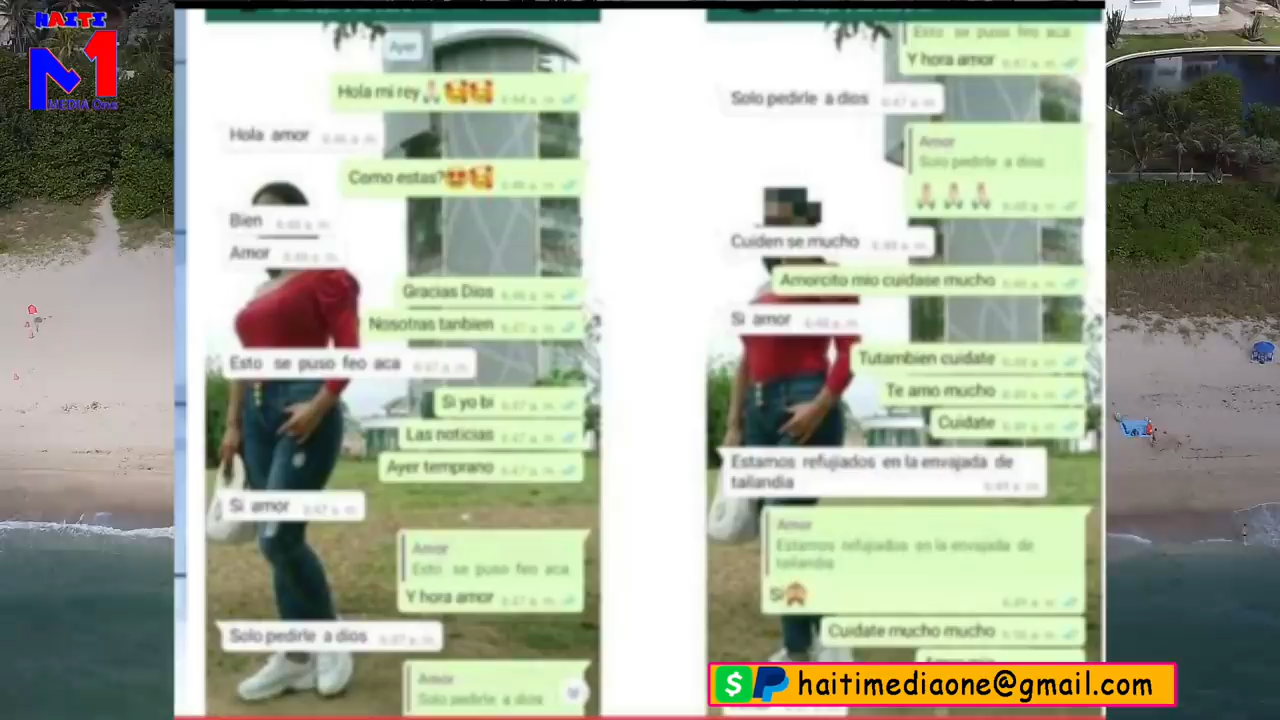 HAITI
M1
MEDIA One
Ayer
Hola mi rey
Hola amor
Como estas?
Bien
Amor
Gracias Dios
Nosotras tanbien
Esto se puso feo aca
Si yo bi
Las noticias
Ayer temprano
Si amor
Amor
Esto se puso feo aca
Y hora amor
Solo pedirle a dios
Amor
Solo pedirle a dios
Esto se puso feo aca
Y hora amor
Solo pedirle a dios
Amor
Solo pedirle a dios
Cuiden se mucho
Amorcito mio cuidase mucho
Si amor
Tutambien cuidate
Te amo mucho
Cuidate
Estamos refujiados en la envajada de
tailandia
Amor
Estamos refujiados en la envajada de
tailandia
Si
Cuidate mucho mucho
$ haitimediaone@gmail.com